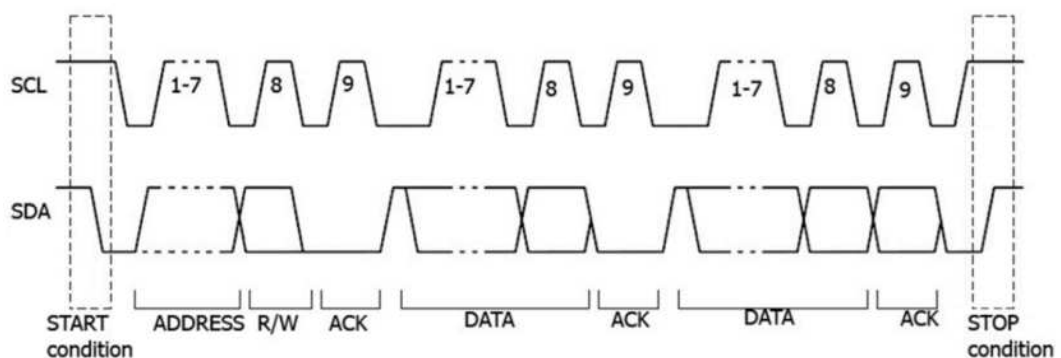 SCL
1-7
8
9
1-7
8
9
1-7
8
9
SDA
START
condition
ADDRESS
R/W
ACK
DATA
ACK
DATA
ACK
STOP
condition